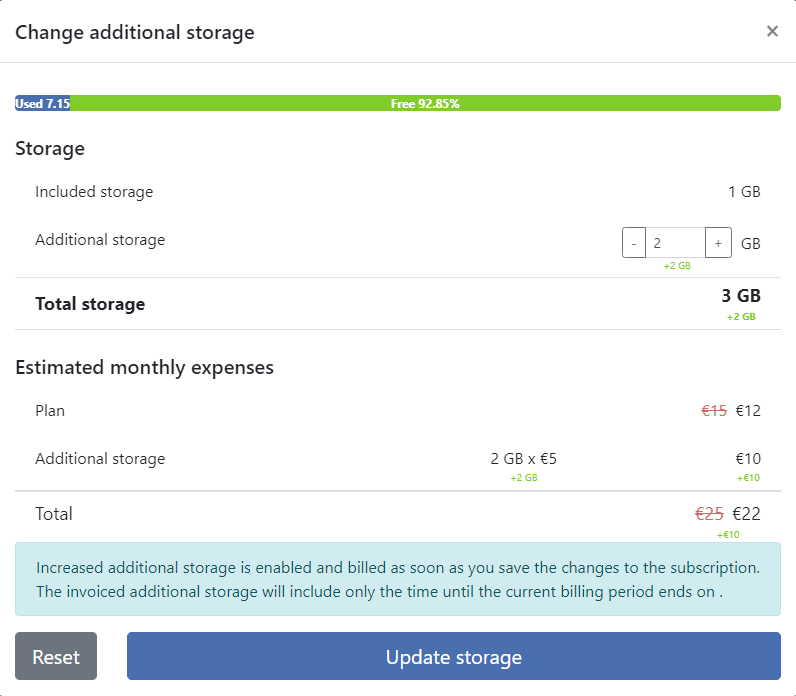 Change additional storage ×
Used 7.15 Free 92.85%
Storage
Included storage 1 GB
Additional storage - 2 + GB
+2 GB
Total storage 3 GB
+2 GB
Estimated monthly expenses
Plan €15 €12
Additional storage 2 GB x €5 €10
+2 GB +€10
Total €25 €22
+€10
Increased additional storage is enabled and billed as soon as you save the changes to the subscription.
The invoiced additional storage will include only the time until the current billing period ends on .
Reset Update storage